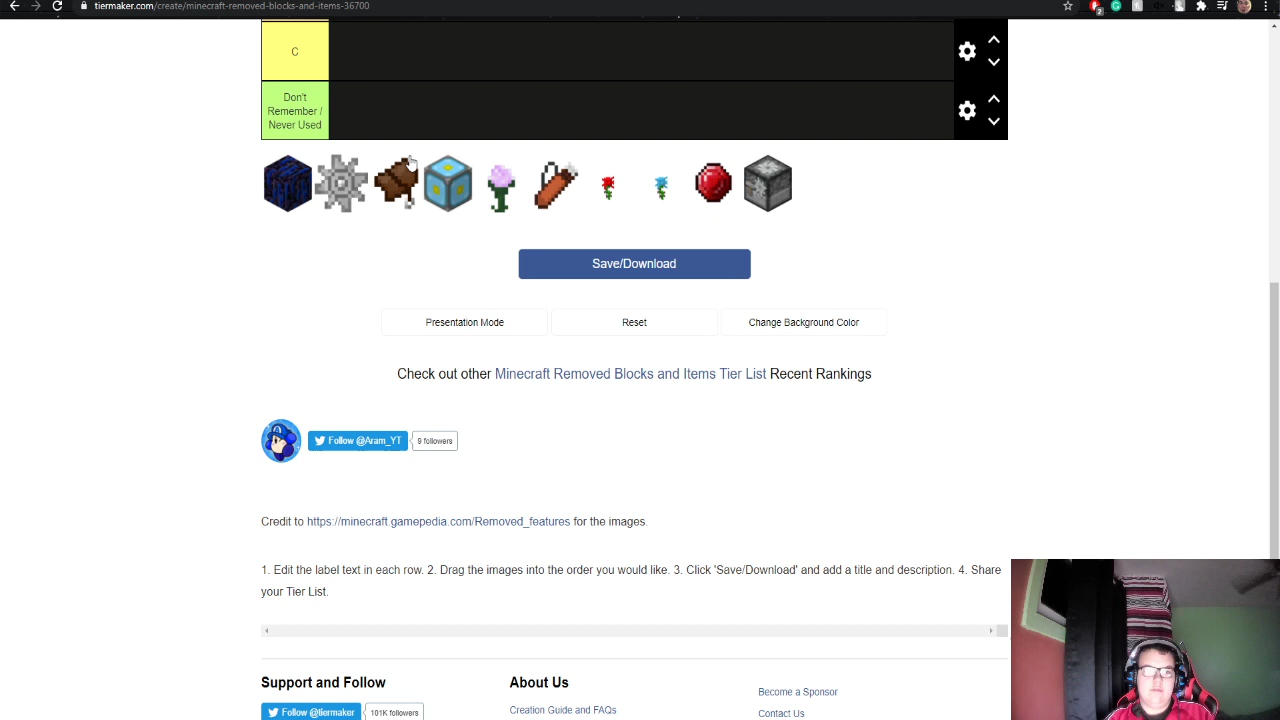 tiermaker.com/create/minecraft-removed-blocks-and-items-36700
C
Don't
Remember /
Never Used
Save/Download
Presentation Mode
Reset
Change Background Color
Check out other Minecraft Removed Blocks and Items Tier List Recent Rankings
Follow @Aram_YT
9 followers
Credit to https://minecraft.gamepedia.com/Removed_features for the images.
1. Edit the label text in each row. 2. Drag the images into the order you would like. 3. Click 'Save/Download' and add a title and description. 4. Share
your Tier List.
Support and Follow
About Us
Become a Sponsor
Follow @tiermaker
101K followers
Creation Guide and FAQs
Contact Us